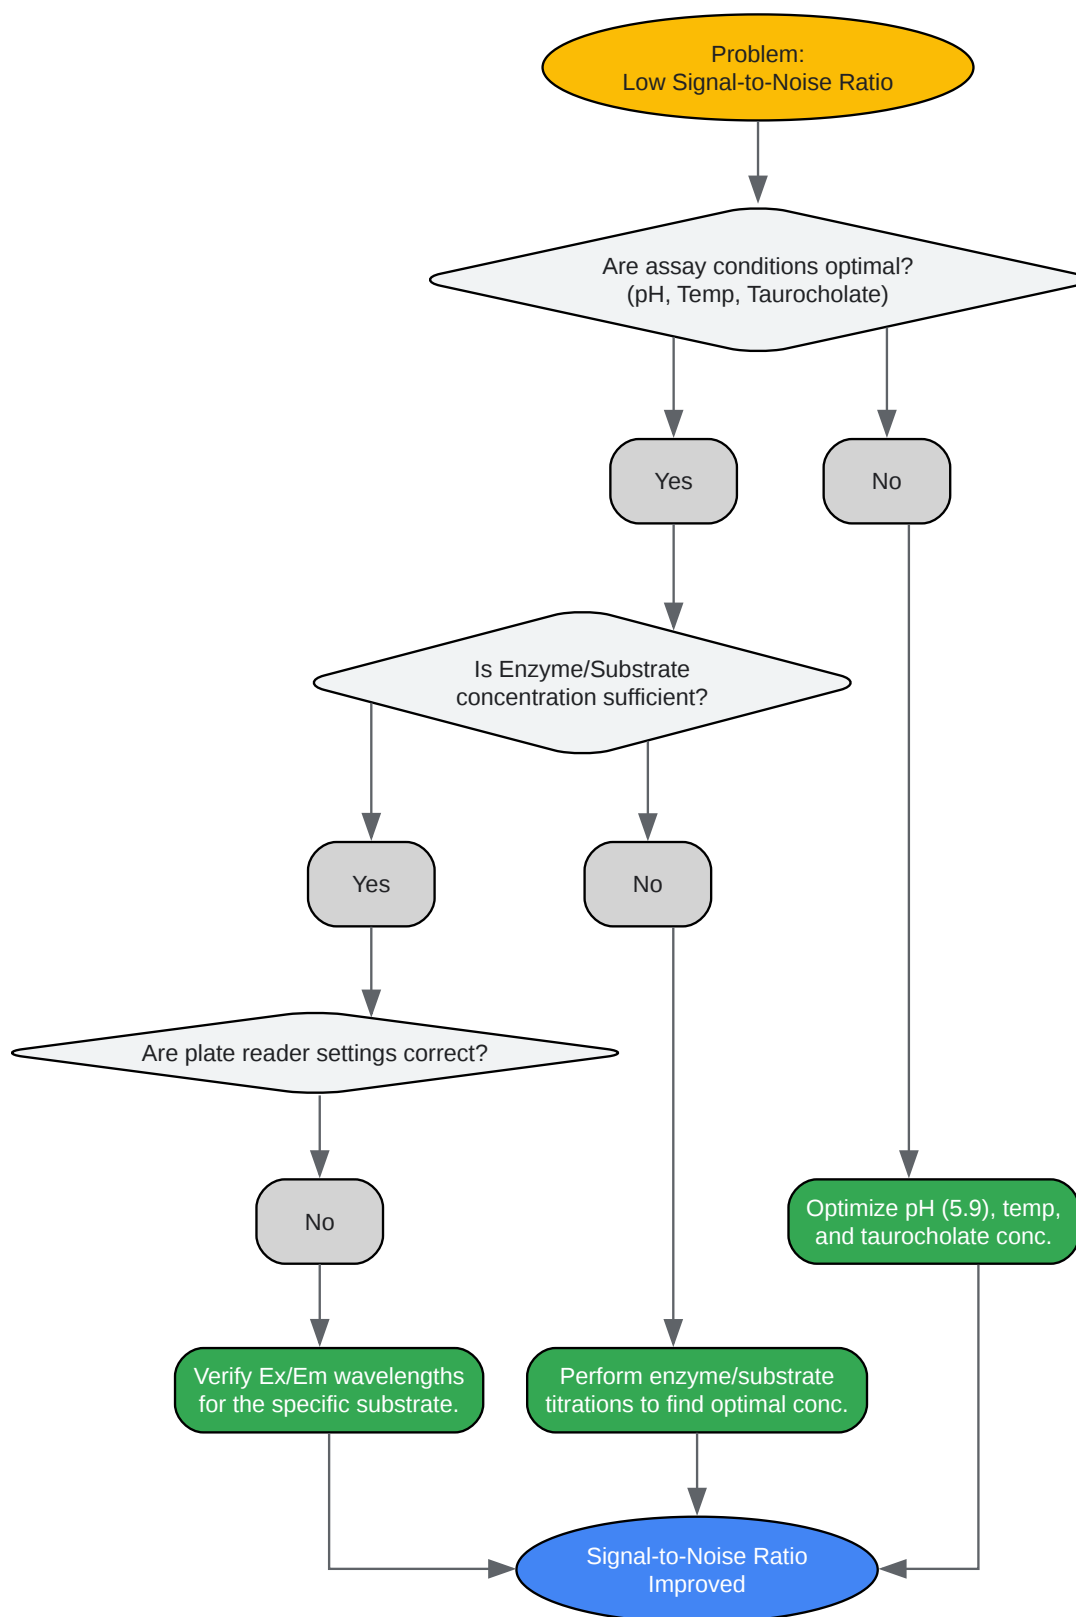 Problem:
Low Signal-to-Noise Ratio
Are assay conditions optimal?
(pH, Temp, Taurocholate)
Yes
No
Is Enzyme/Substrate
concentration sufficient?
Yes
No
Are plate reader settings correct?
No
Optimize pH (5.9), temp,
and taurocholate conc.
Verify Ex/Em wavelengths
for the specific substrate.
Perform enzyme/substrate
titrations to find optimal conc.
Signal-to-Noise Ratio
Improved